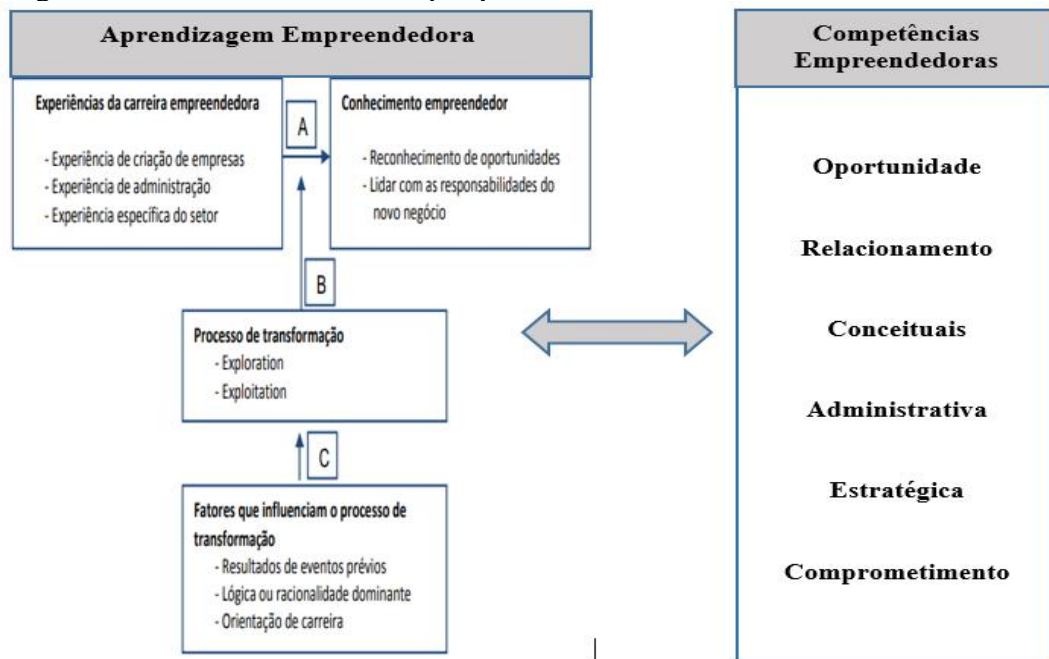 Aprendizagem Empreendedora
Experiências da carreira empreendedora
- Experiência de criação de empresas
- Experiência de administração
- Experiência específica do setor
A
Conhecimento empreendedor
- Reconhecimento de oportunidades
- Lidar com as responsabilidades do
novo negócio
B
Processo de transformação
- Exploration
- Exploitation
C
Fatores que influenciam o processo de
transformação
- Resultados de eventos prévios
- Lógica ou racionalidade dominante
- Orientação de carreira
Competências
Empreendedoras
Oportunidade
Relacionamento
Conceituais
Administrativa
Estratégica
Comprometimento